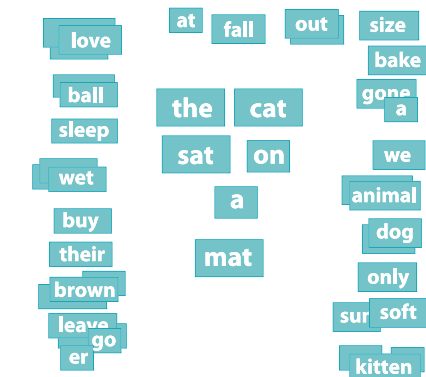 at
fall
out
size
love
bake
ball
gone
a
the cat
sleep
sat on
we
wet
animal
a
buy
dog
their
mat
only
brown
sun
soft
leave
go
er
kitten